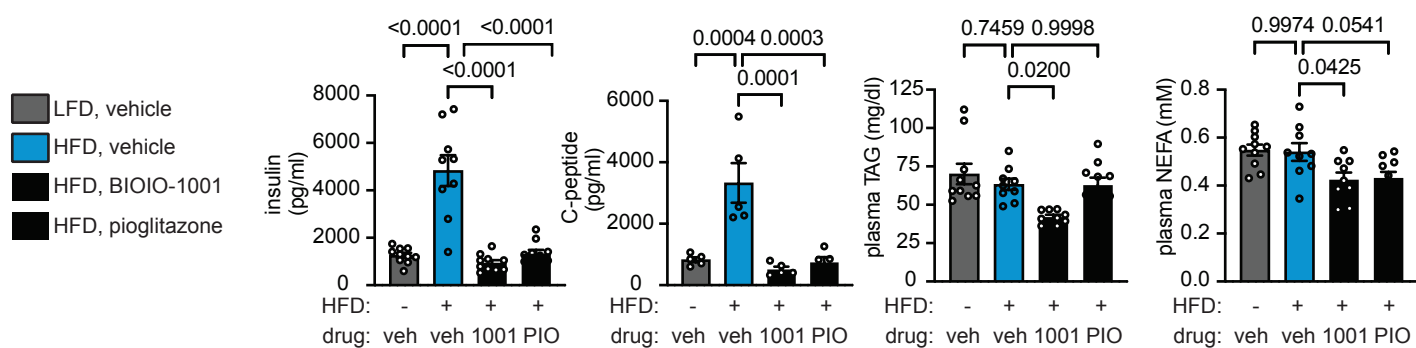 LFD, vehicle
HFD, vehicle
HFD, BIOIO-1001
HFD, pioglitazone
<0.0001 <0.0001
<0.0001
insulin
(pg/ml)
8000
6000
4000
2000
0
HFD: - + + +
drug: veh veh 1001 PIO
0.0004 0.0003
0.0001
C-peptide
(pg/ml)
6000
4000
2000
0
- + + +
veh veh 1001 PIO
0.7459 0.9998
0.0200
plasma TAG (mg/dl)
125
100
75
50
25
0
HFD: - + + +
drug: veh veh 1001 PIO
0.9974 0.0541
0.0425
plasma NEFA (mM)
0.8
0.6
0.4
0.2
0.0
HFD: - + + +
drug: veh veh 1001 PIO